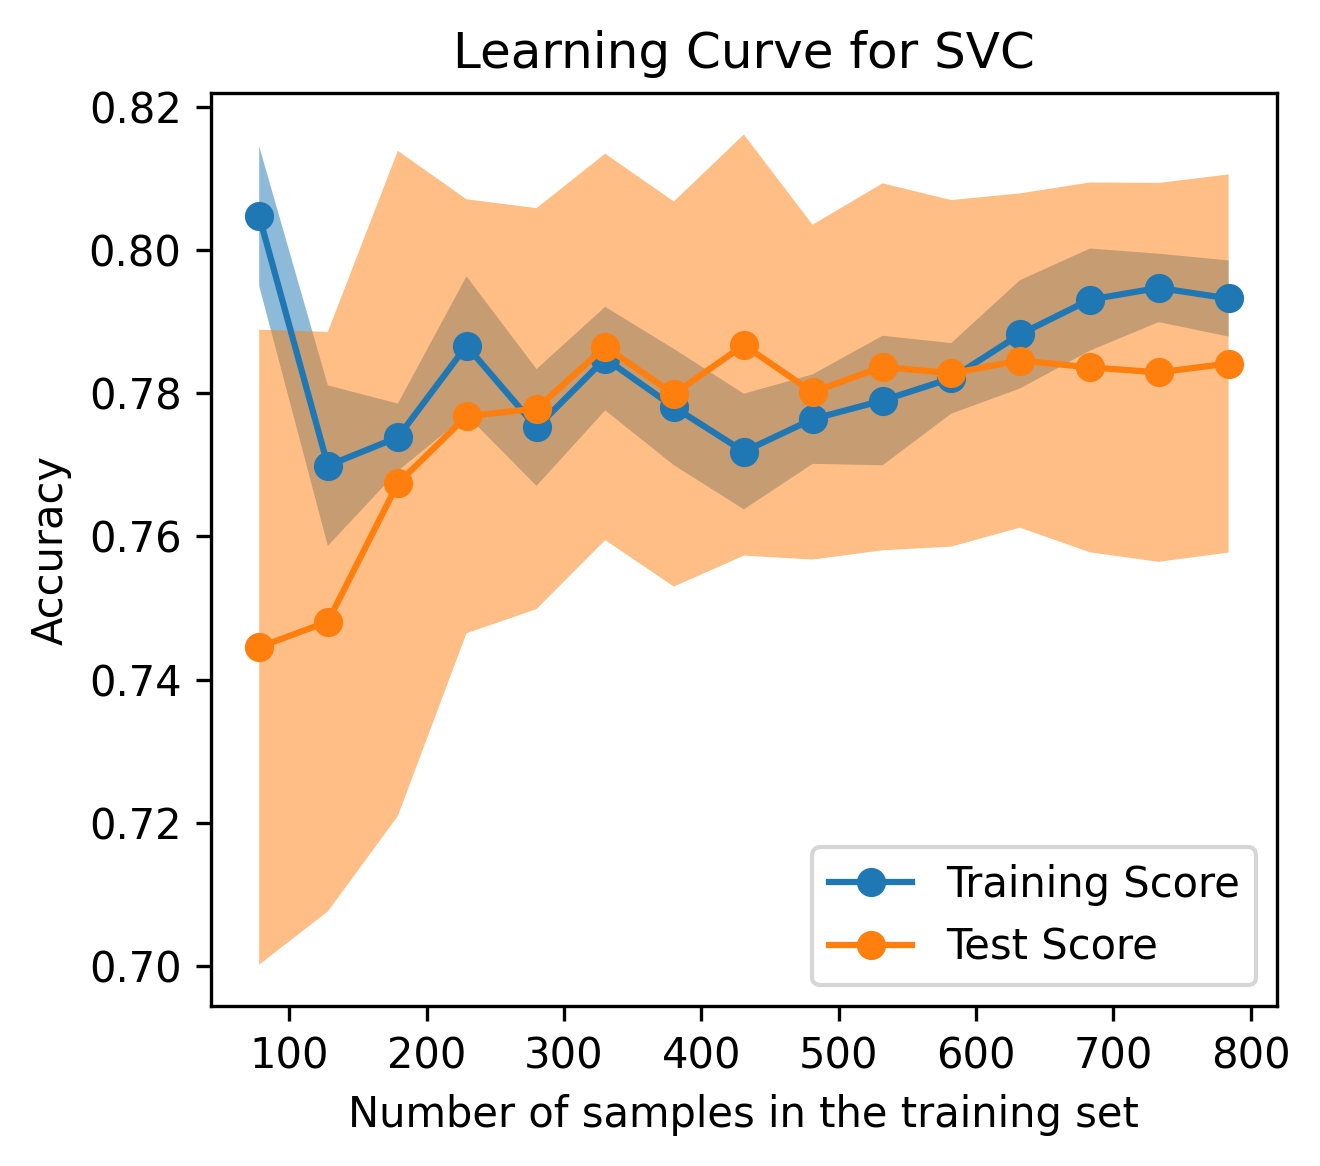 Learning Curve for SVC
0.82
0.80
0.78
0.76
0.74
0.72
0.70
Accuracy
Training Score
Test Score
100 200 300 400 500 600 700 800
Number of samples in the training set